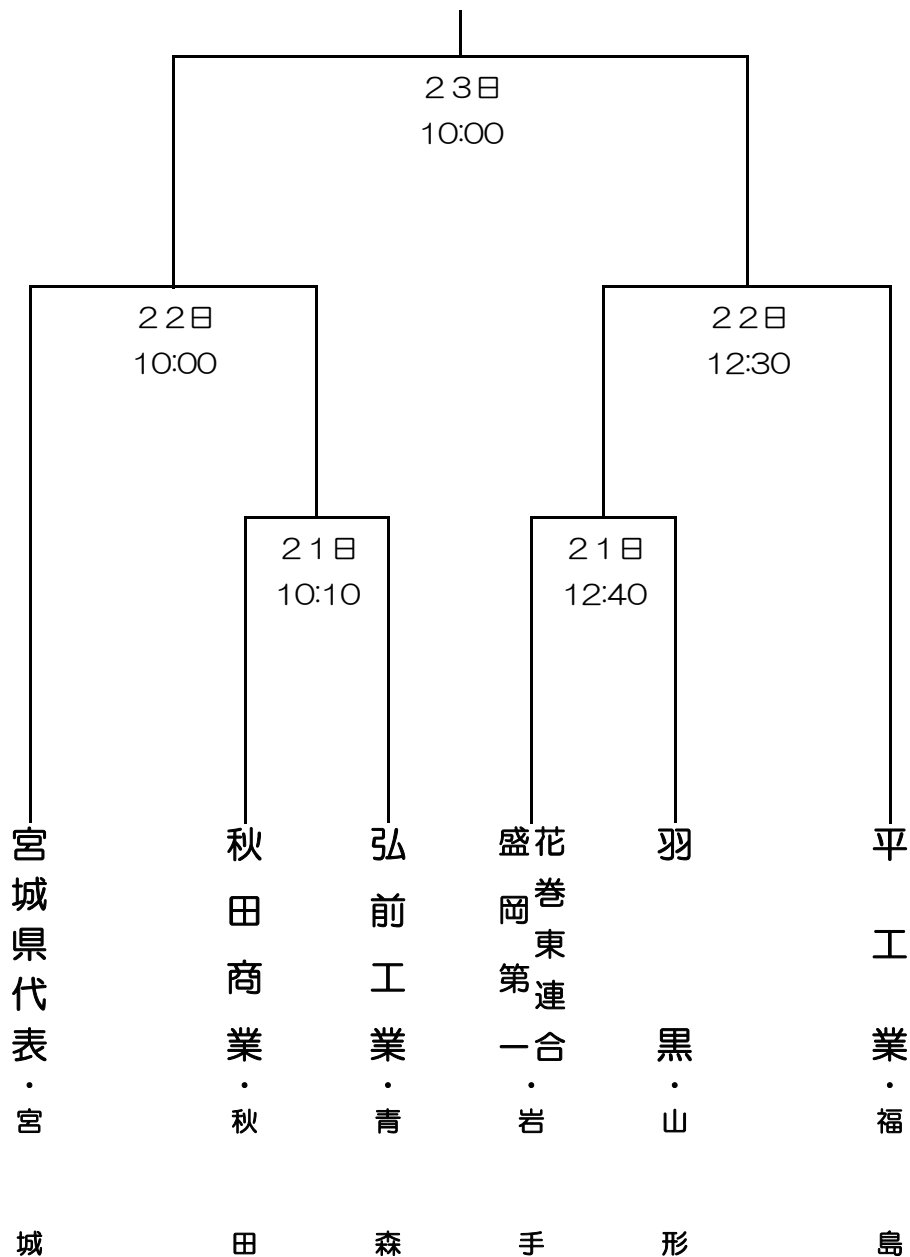 ２３日
10:00
２２日
10:00
２２日
12:30
２１日
10:10
２１日
12:40
宮城県代表・宮城
秋田商業・秋田
弘前工業・青森
花巻東連合
盛岡第一・岩手
羽黒・山形
平工業・福島